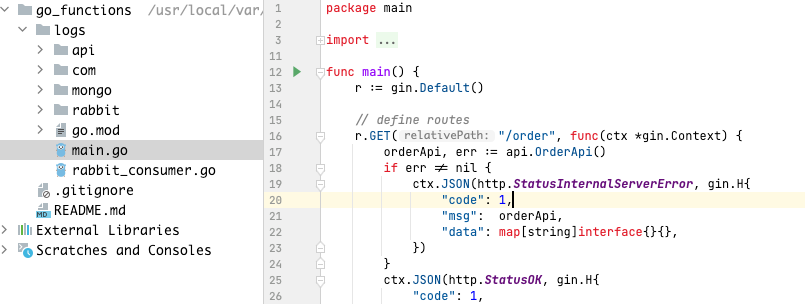 go_functions /usr/local/var/
logs
api
com
mongo
rabbit
go.mod
main.go
rabbit_consumer.go
.gitignore
README.md
External Libraries
Scratches and Consoles
1 package main
2
3 import ...
11
12 func main() {
13 r := gin.Default()
14
15 // define routes
16 r.GET( relativePath: "/order", func(ctx *gin.Context) {
17 orderApi, err := api.OrderApi()
18 if err ≠ nil {
19 ctx.JSON(http.StatusInternalServerError, gin.H{
20 "code": 1,
21 "msg": orderApi,
22 "data": map[string]interface{}{},
23 })
24 }
25 ctx.JSON(http.StatusOK, gin.H{
26 "code": 1,